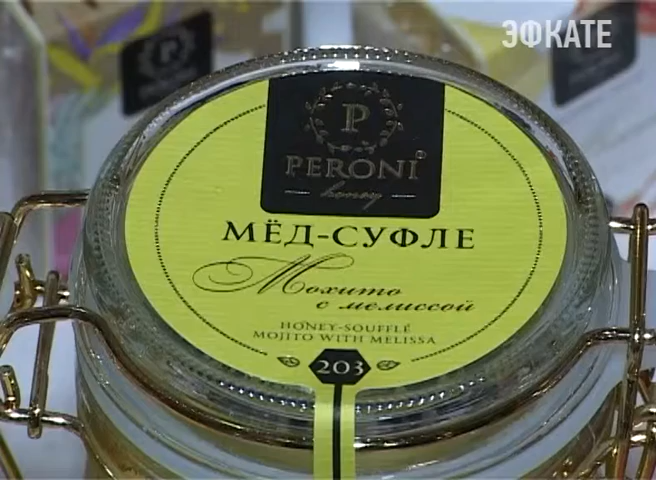 ЭФКАТЕ
P
PERONI
honey
МЁД-СУФЛЕ
Мохито
с мелиссой
HONEY-SOUFFLÉ
MOJITO WITH MELISSA
203